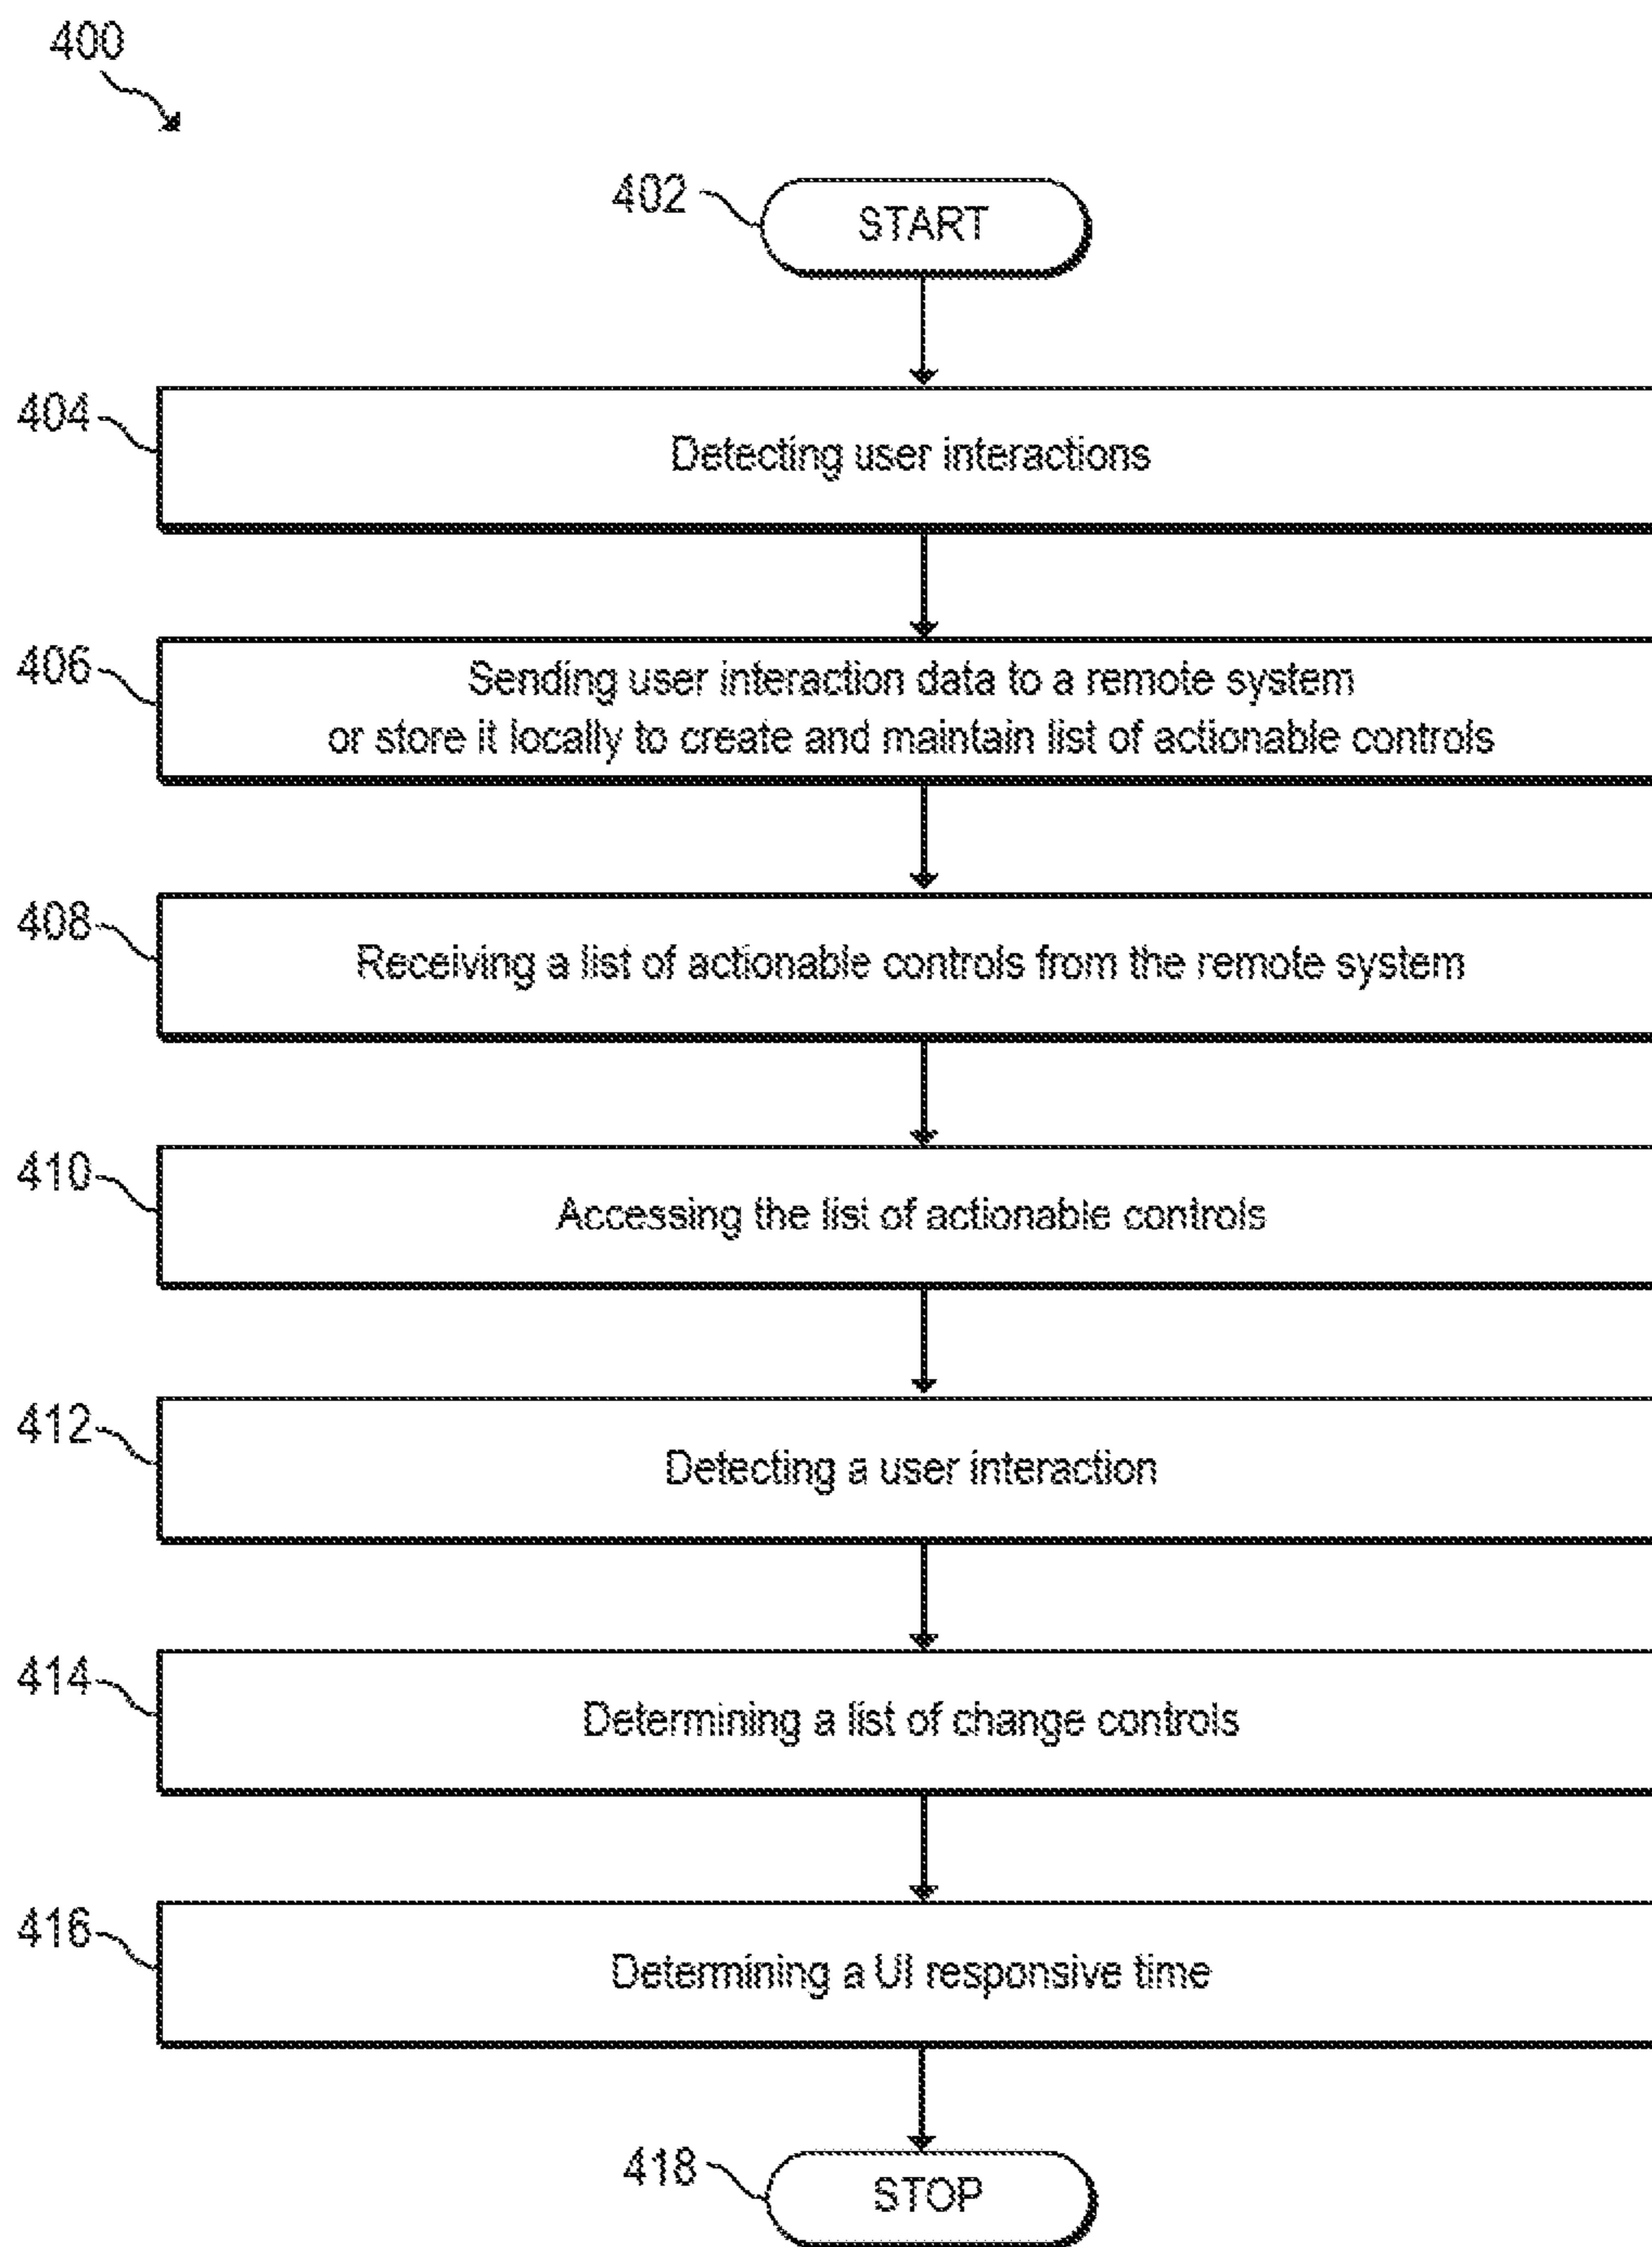 400
402
START
404
Detecting user interactions
406
Sending user interaction data to a remote system
or store it locally to create and maintain list of actionable controls
408
Receiving a list of actionable controls from the remote system
410
Accessing the list of actionable controls
412
Detecting a user interaction
414
Determining a list of change controls
416
Determining a UI responsive time
418
STOP